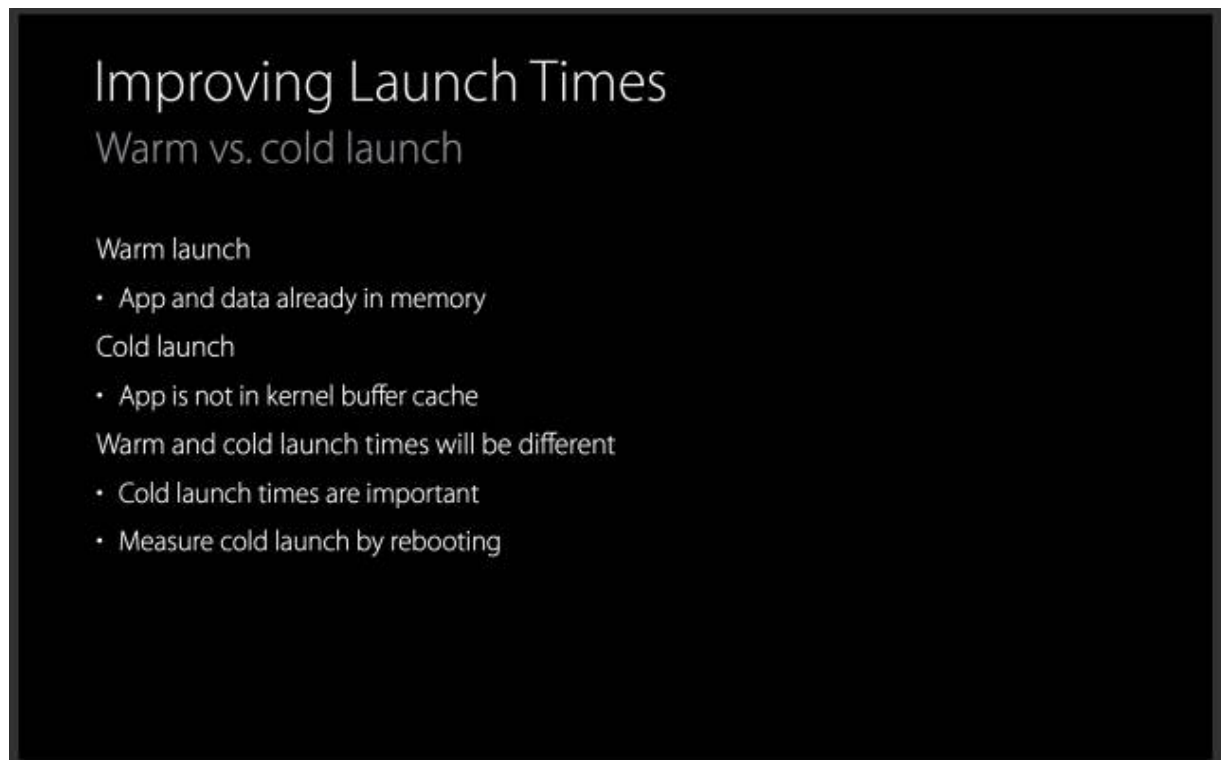 Improving Launch Times
Warm vs. cold launch
Warm launch
• App and data already in memory
Cold launch
• App is not in kernel buffer cache
Warm and cold launch times will be different
• Cold launch times are important
• Measure cold launch by rebooting